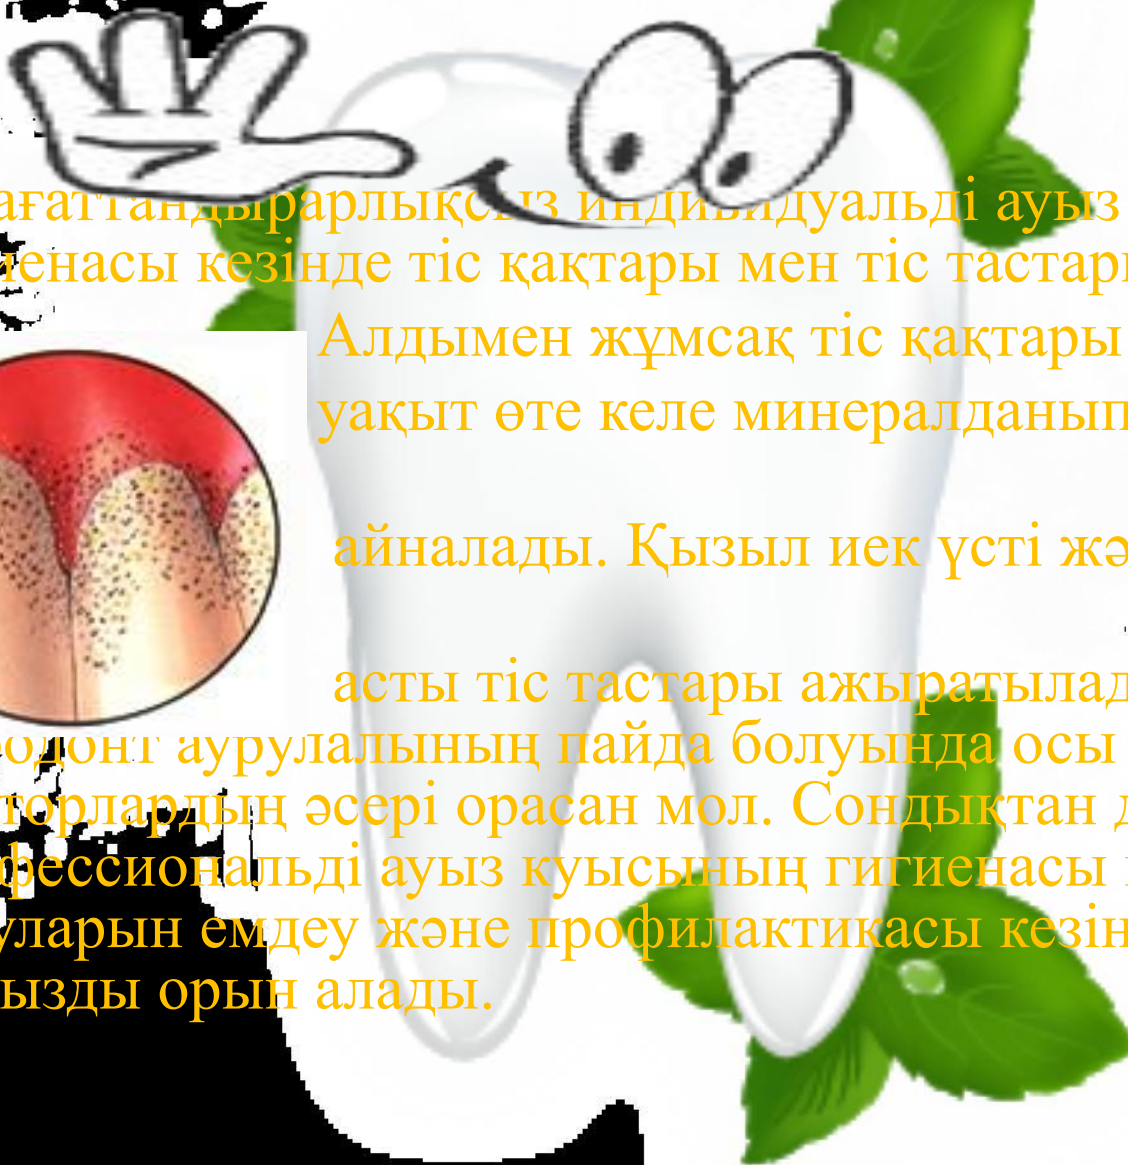 ағаттандырарлықсыз индивидуальді ауыз
иенасы кезінде тіс қақтары мен тіс тастары
Алдымен жұмсақ тіс қақтары
уақыт өте келе минералданып
айналады. Қызыл иек үсті жә
асты тіс тастары ажыратылад
одонт аурулалының пайда болуында осы
торлардың әсері орасан мол. Сондықтан д
фессиональді ауыз куысының гигиенасы
уларын емдеу және профилактикасы кезін
ызды орын алады.